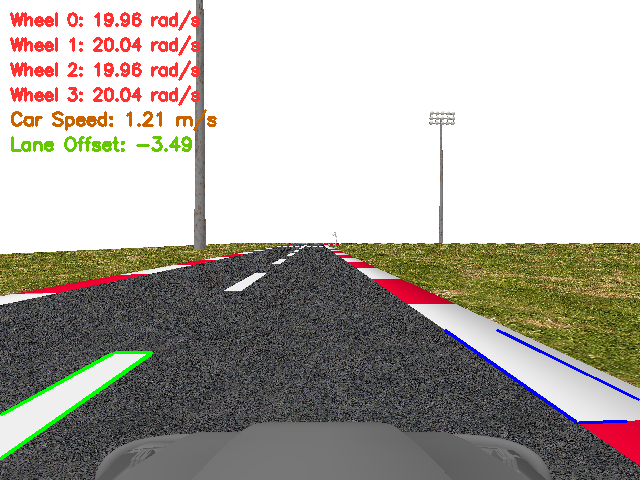 Wheel 0: 19.96 rad/s
Wheel 1: 20.04 rad/s
Wheel 2: 19.96 rad/s
Wheel 3: 20.04 rad/s
Car Speed: 1.21 m/s
Lane Offset: -3.49